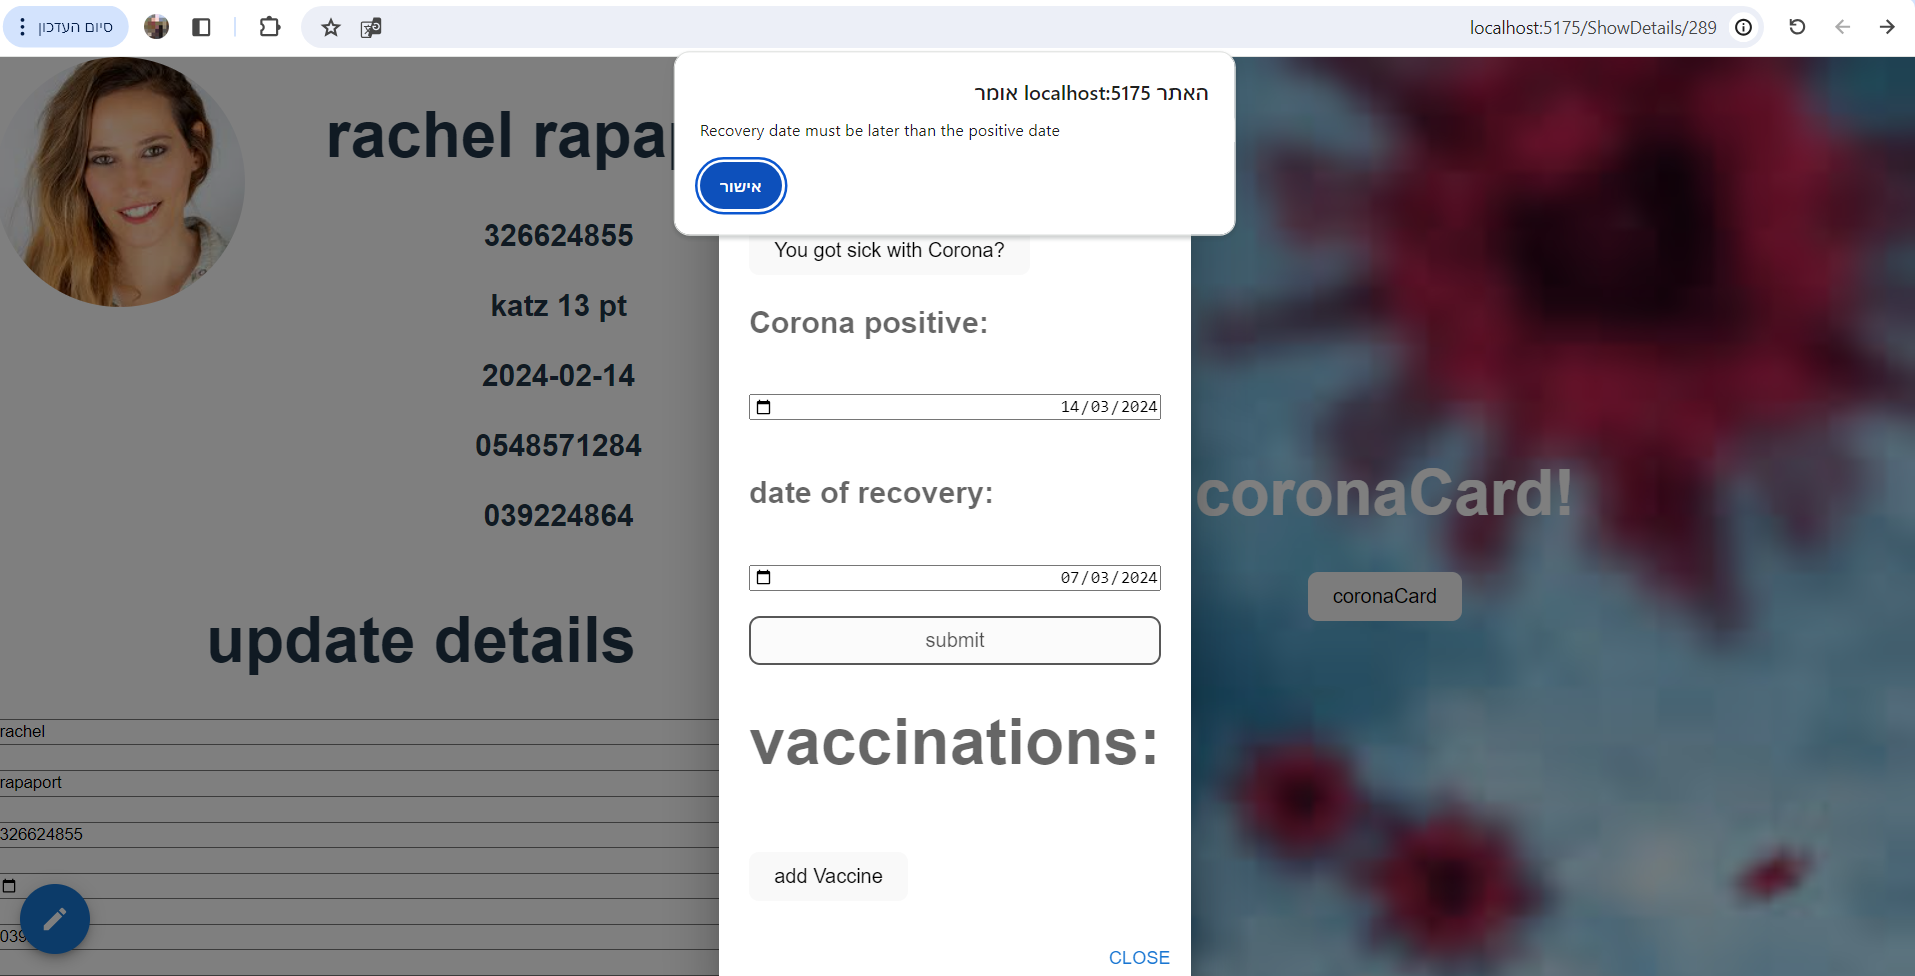 סיום העדכון
localhost:5175/ShowDetails/289
האתר localhost:5175 אומר
Recovery date must be later than the positive date
אישור
rachel
326624855
katz 13 pt
2024-02-14
0548571284
039224864
update details
rachel
rapaport
326624855
You got sick with Corona?
Corona positive:
14/03/2024
date of recovery:
07/03/2024
submit
vaccinations:
add Vaccine
CLOSE
coronaCard!
coronaCard